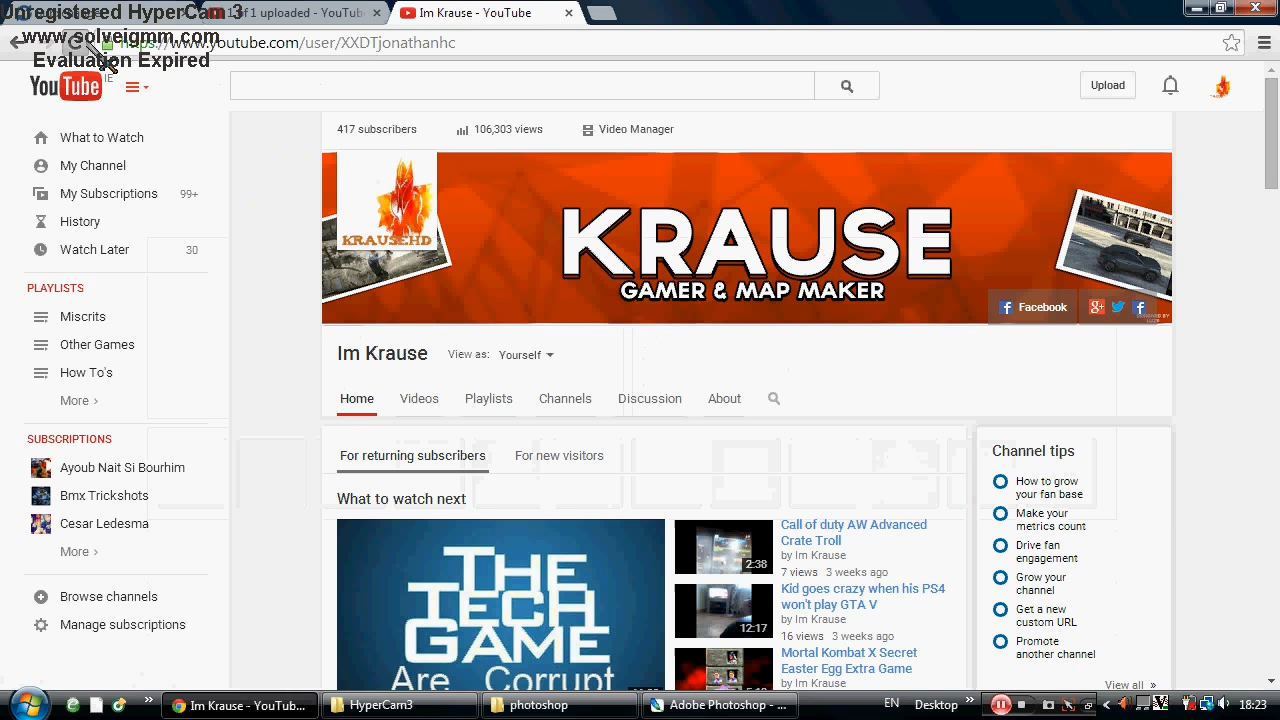 Unregistered HyperCam 3
www.solveigmm.com
Evaluation Expired
1 of 1 uploaded - YouTube
Im Krause - YouTube
https://www.youtube.com/user/XXDTjonathanhc
YouTube IE
Upload
What to Watch
My Channel
My Subscriptions 99+
History
Watch Later 30
PLAYLISTS
Miscrits
Other Games
How To's
More ›
SUBSCRIPTIONS
Ayoub Nait Si Bourhim
Bmx Trickshots
Cesar Ledesma
More ›
Browse channels
Manage subscriptions
417 subscribers 106,303 views Video Manager
KRAUSEHD
KRAUSE
GAMER & MAP MAKER
Facebook
Im Krause View as: Yourself
Home Videos Playlists Channels Discussion About
For returning subscribers For new visitors
What to watch next
THE
TECH
GAME
Are Corrupt
Call of duty AW Advanced
Crate Troll
by Im Krause
7 views 3 weeks ago
2:38
Kid goes crazy when his PS4
won't play GTA V
by Im Krause
16 views 3 weeks ago
12:17
Mortal Kombat X Secret
Easter Egg Extra Game
by Im Krause
Channel tips
How to grow
your fan base
Make your
metrics count
Drive fan
engagement
Grow your
channel
Get a new
custom URL
Promote
another channel
View all »
Im Krause - YouTub...
HyperCam3
photoshop
Adobe Photoshop - ...
EN
Desktop
18:23